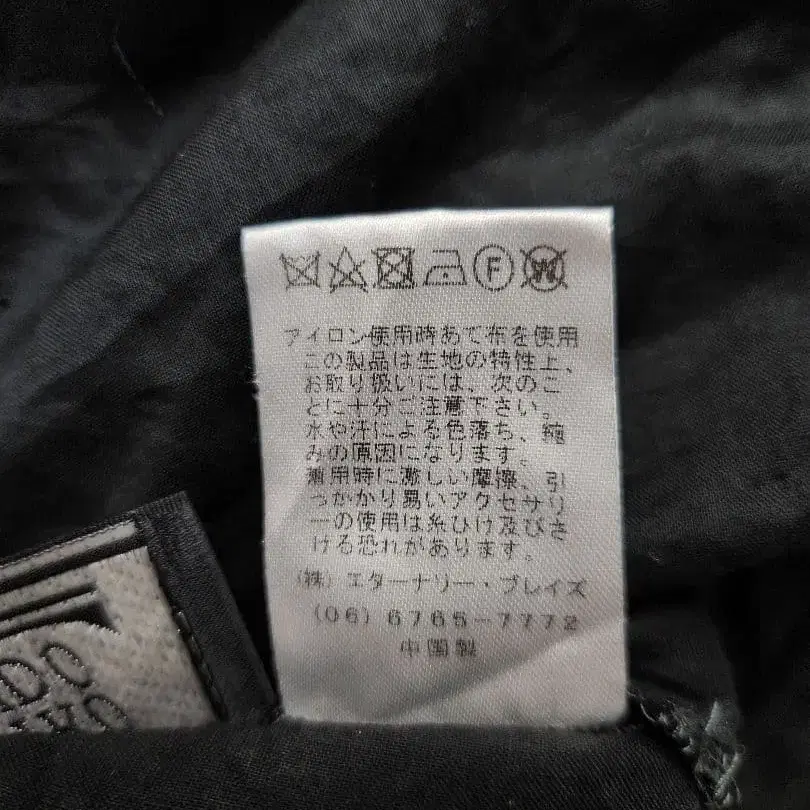 F W
アイロン使用時あて布を使用
この製品は生地の特性上、
お取り扱いには、次のこ
とに十分ご注意下さい。
水や汗による色落ち、縮
みの原因になります。
着用時に激しい摩擦、引
っかかり易いアクセサリ
ーの使用は糸ひけ及びさ
ける恐れがあります。
(株)エターナリー・ブレイズ
(06)6765-7772
中国製
DC